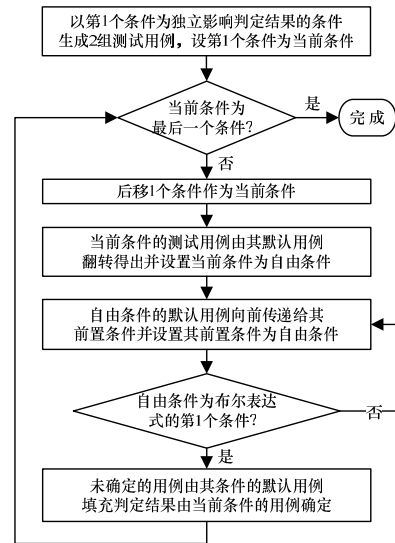 以第1个条件为独立影响判定结果的条件
生成2组测试用例，设第1个条件为当前条件
当前条件为
最后一个条件？
是
完成
否
后移1个条件作为当前条件
当前条件的测试用例由其默认用例
翻转得出并设置当前条件为自由条件
自由条件的默认用例向前传递给其
前置条件并设置其前置条件为自由条件
自由条件为布尔表达
式的第1个条件？
否
是
未确定的用例由其条件的默认用例
填充判定结果由当前条件的用例确定